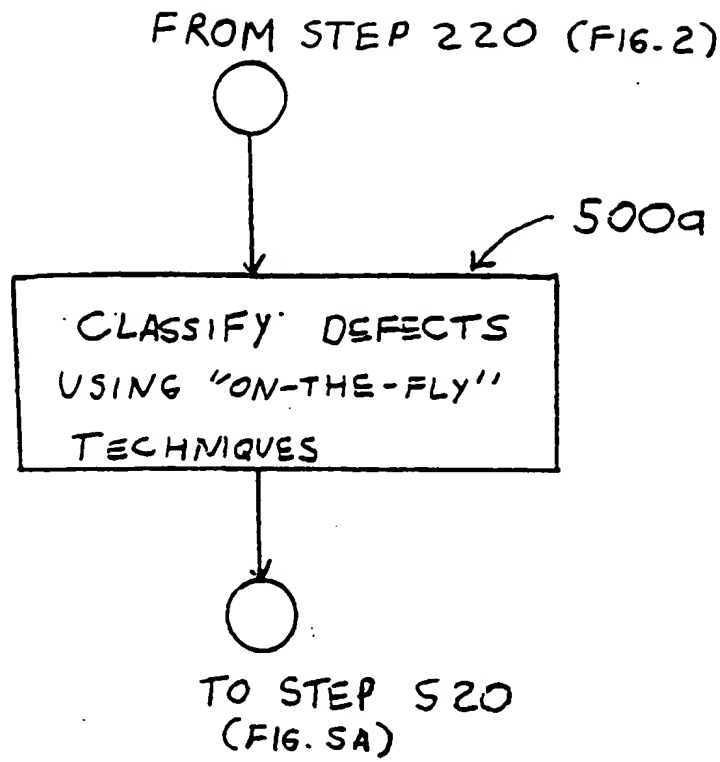 FROM STEP 220 (FIG. 2)
500a
CLASSIFY DEFECTS
USING "ON-THE-FLY"
TECHNIQUES
TO STEP 520
(FIG. 5A)